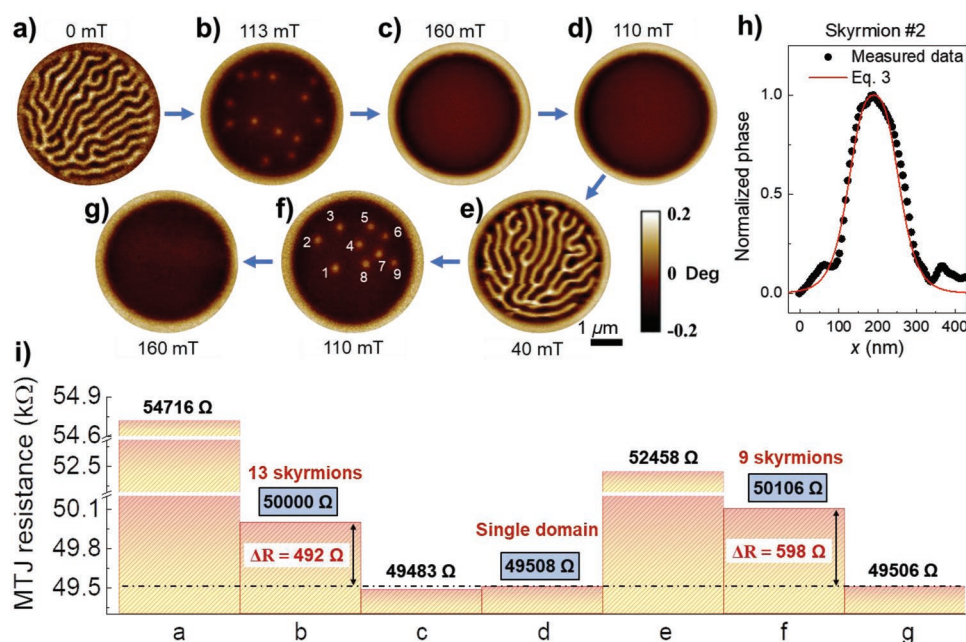 a) 0 mT
b) 113 mT
c) 160 mT
d) 110 mT
g)
160 mT
f)
1
2
3
4
5
6
7
8
9
110 mT
e)
40 mT
0.2
0 Deg
-0.2
1 µm
h) Skyrmion #2
Measured data
Eq. 3
Normalized phase
1.0
0.5
0.0
0 100 200 300 400
x (nm)
i)
MTJ resistance (kΩ)
54.9
54.6
52.5
50.1
49.8
49.5
54716 Ω
13 skyrmions
50000 Ω
ΔR = 492 Ω
49483 Ω
Single domain
49508 Ω
52458 Ω
9 skyrmions
50106 Ω
ΔR = 598 Ω
49506 Ω
a b c d e f g